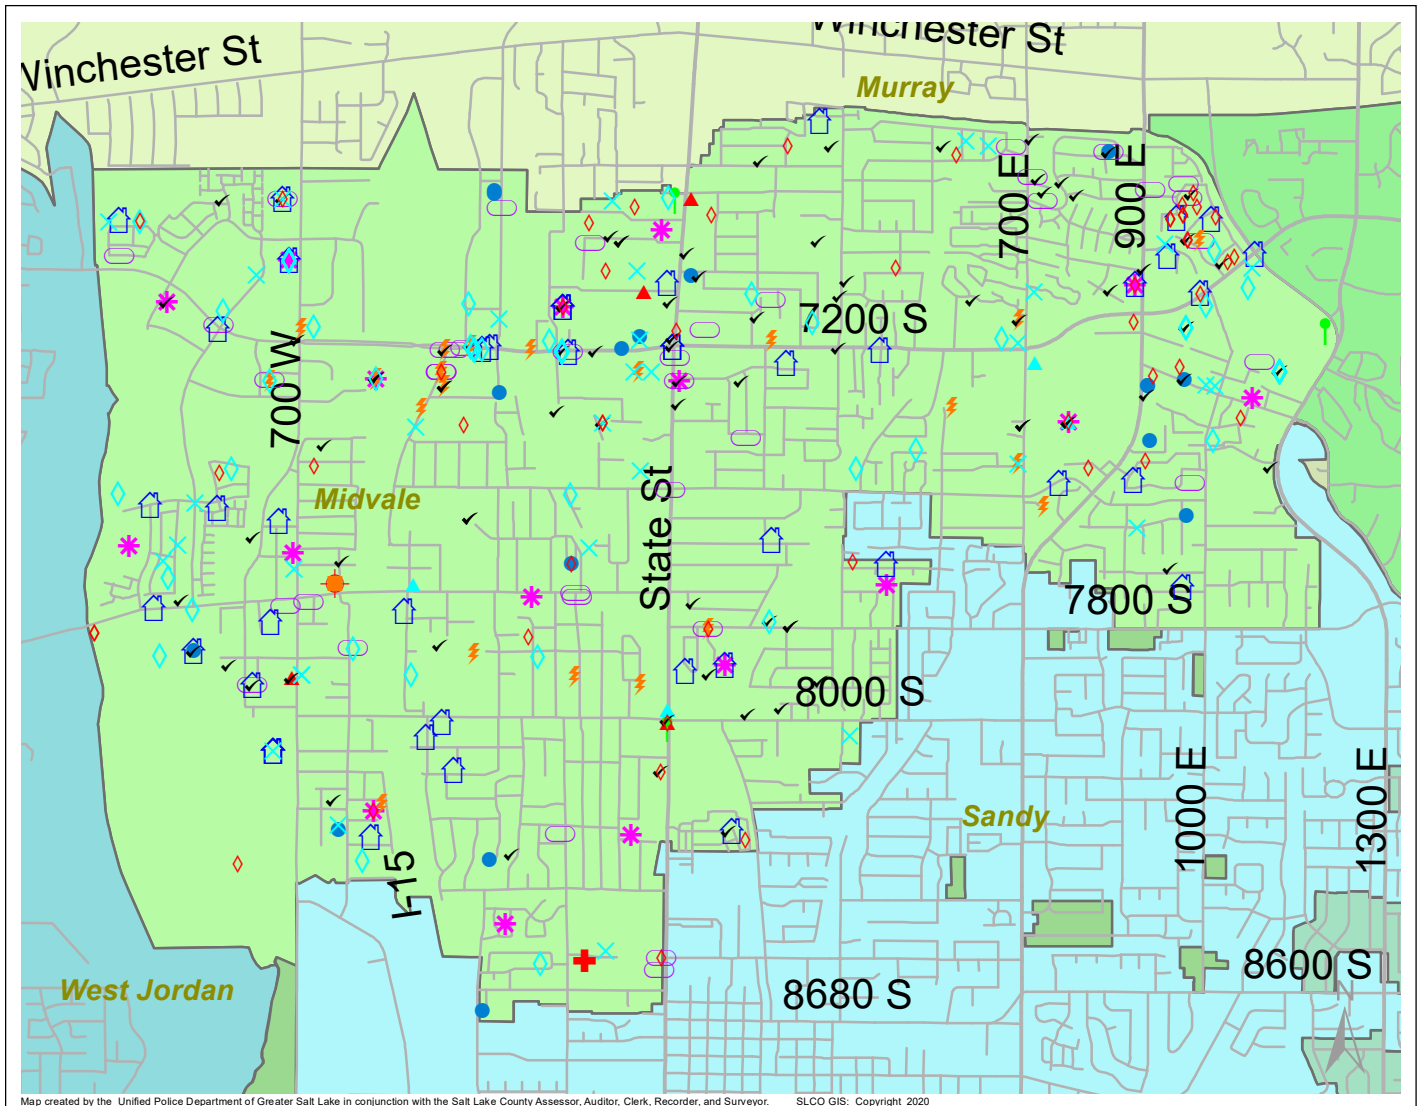 Winchester St
Winchester St
Murray
700 E
900 E
7200 S
700 W
Midvale
State St
7800 S
8000 S
Sandy
1000 E
1300 E
I-15
West Jordan
8600 S
8680 S
Map created by the Unified Police Department of Greater Salt Lake in conjunction with the Salt Lake County Assessor, Auditor, Clerk, Recorder, and Surveyor. SLCO GIS: Copyright 2020